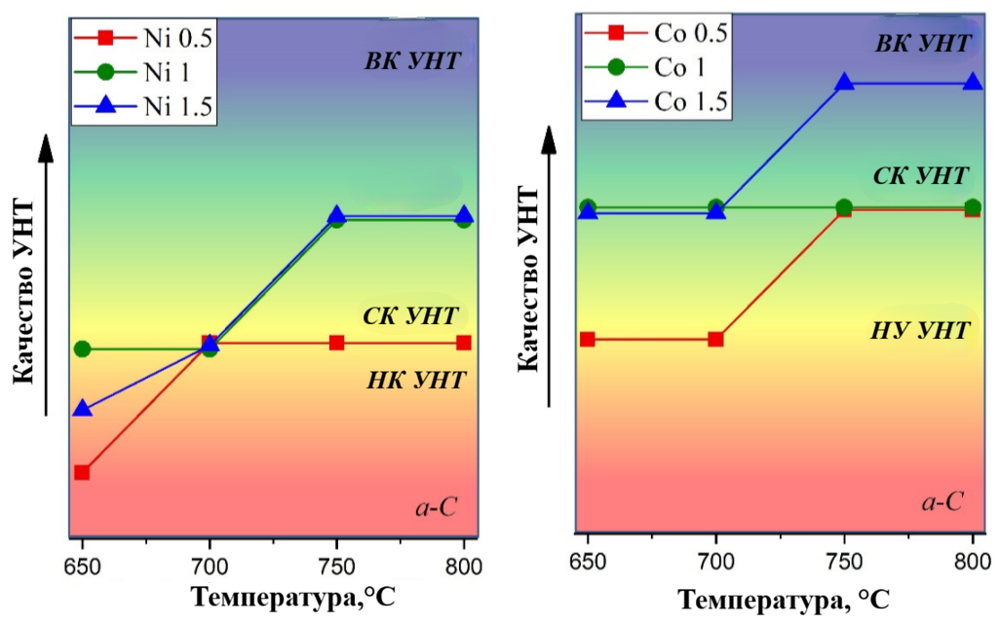 Ni 0.5
Ni 1
Ni 1.5
ВК УНТ
СК УНТ
НК УНТ
a-C
Качество УНТ
650 700 750 800
Температура,°C
Co 0.5
Co 1
Co 1.5
ВК УНТ
СК УНТ
НУ УНТ
a-C
Качество УНТ
650 700 750 800
Температура, °C